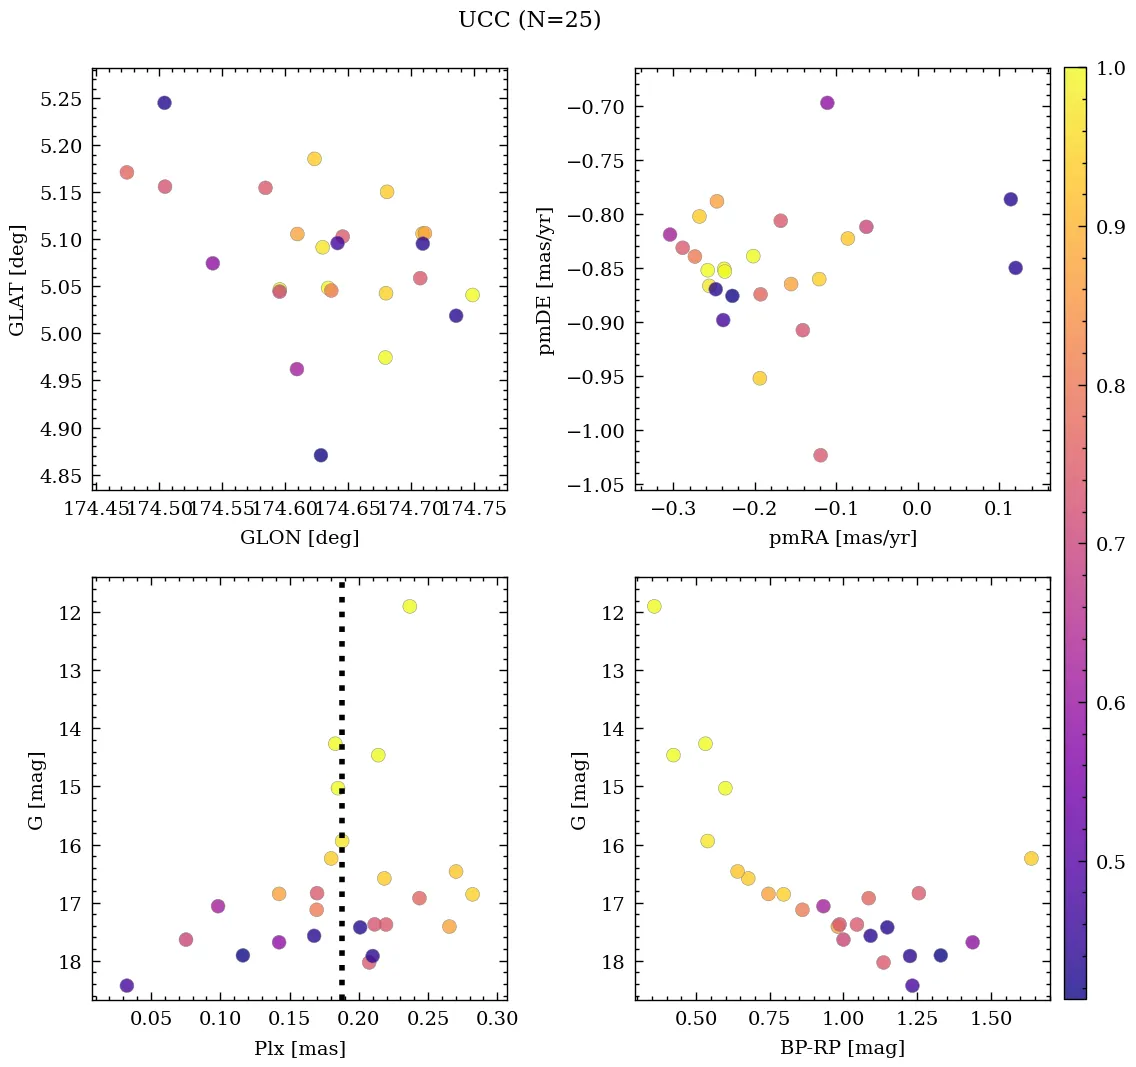 UCC (N=25)
5.25
5.20
5.15
5.10
5.05
5.00
4.95
4.90
4.85
GLAT [deg]
174.45 174.50 174.55 174.60 174.65 174.70 174.75
GLON [deg]
−0.70
−0.75
−0.80
−0.85
−0.90
−0.95
−1.00
−1.05
pmDE [mas/yr]
−0.3 −0.2 −0.1 0.0 0.1
pmRA [mas/yr]
12
13
14
15
16
17
18
G [mag]
0.05 0.10 0.15 0.20 0.25 0.30
Plx [mas]
12
13
14
15
16
17
18
G [mag]
0.50 0.75 1.00 1.25 1.50
BP-RP [mag]
1.0
0.9
0.8
0.7
0.6
0.5